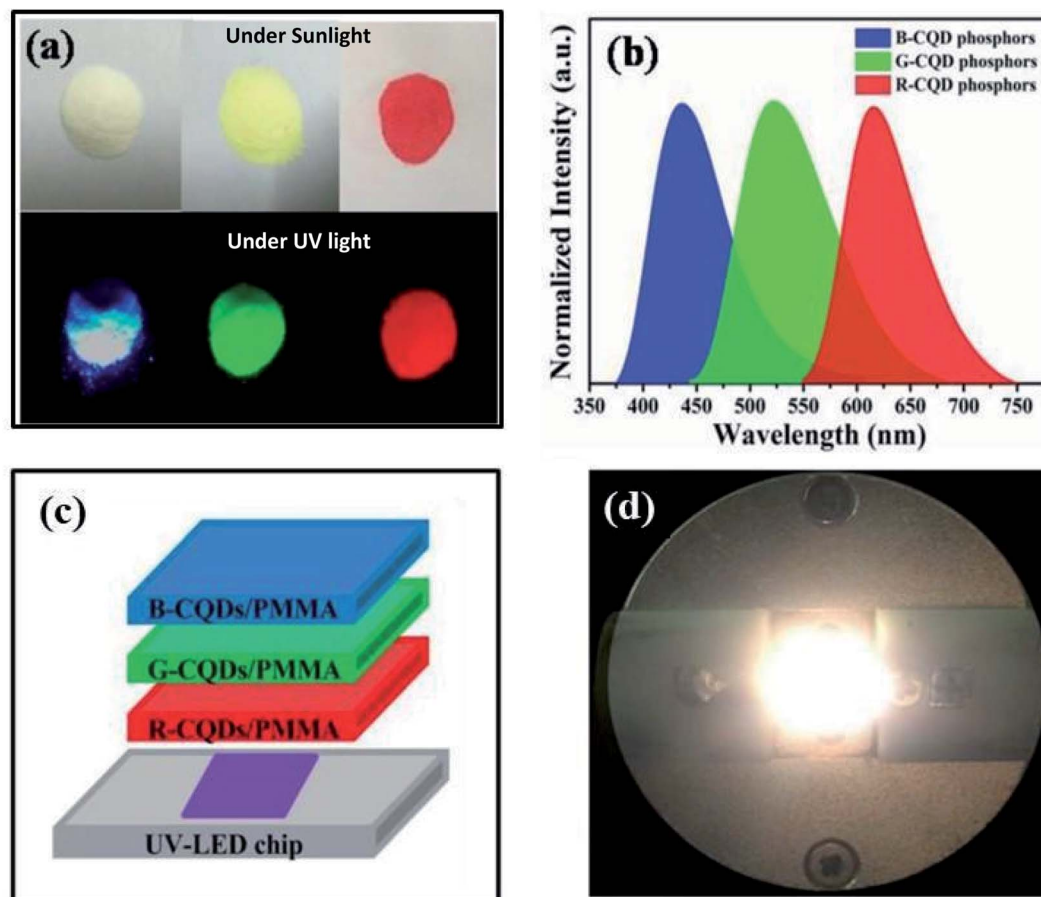 (a)
Under Sunlight
Under UV light
(b)
B-CQD phosphors
G-CQD phosphors
R-CQD phosphors
Normalized Intensity (a.u.)
350 400 450 500 550 600 650 700 750
Wavelength (nm)
(c)
B-CQDs/PMMA
G-CQDs/PMMA
R-CQDs/PMMA
UV-LED chip
(d)